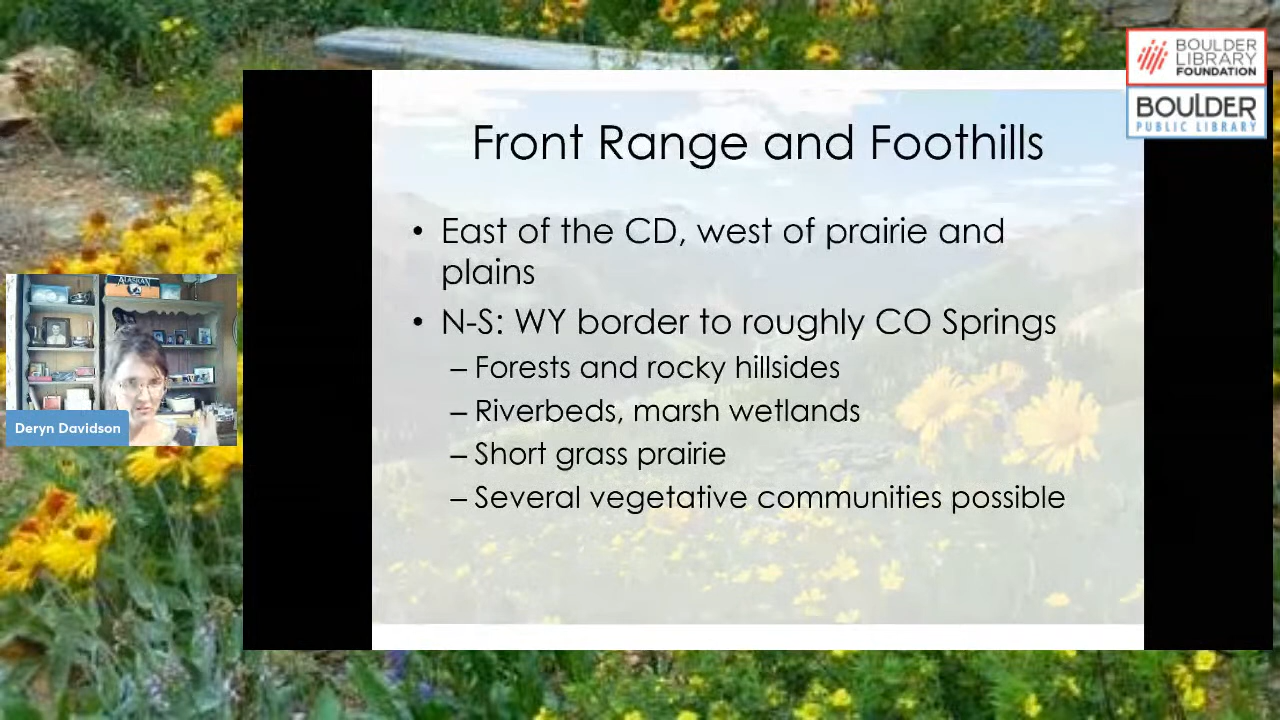 BOULDER
LIBRARY
FOUNDATION
BOULDER
PUBLIC LIBRARY
Front Range and Foothills
• East of the CD, west of prairie and
plains
• N-S: WY border to roughly CO Springs
– Forests and rocky hillsides
– Riverbeds, marsh wetlands
– Short grass prairie
– Several vegetative communities possible
ALASKAN
Deryn Davidson